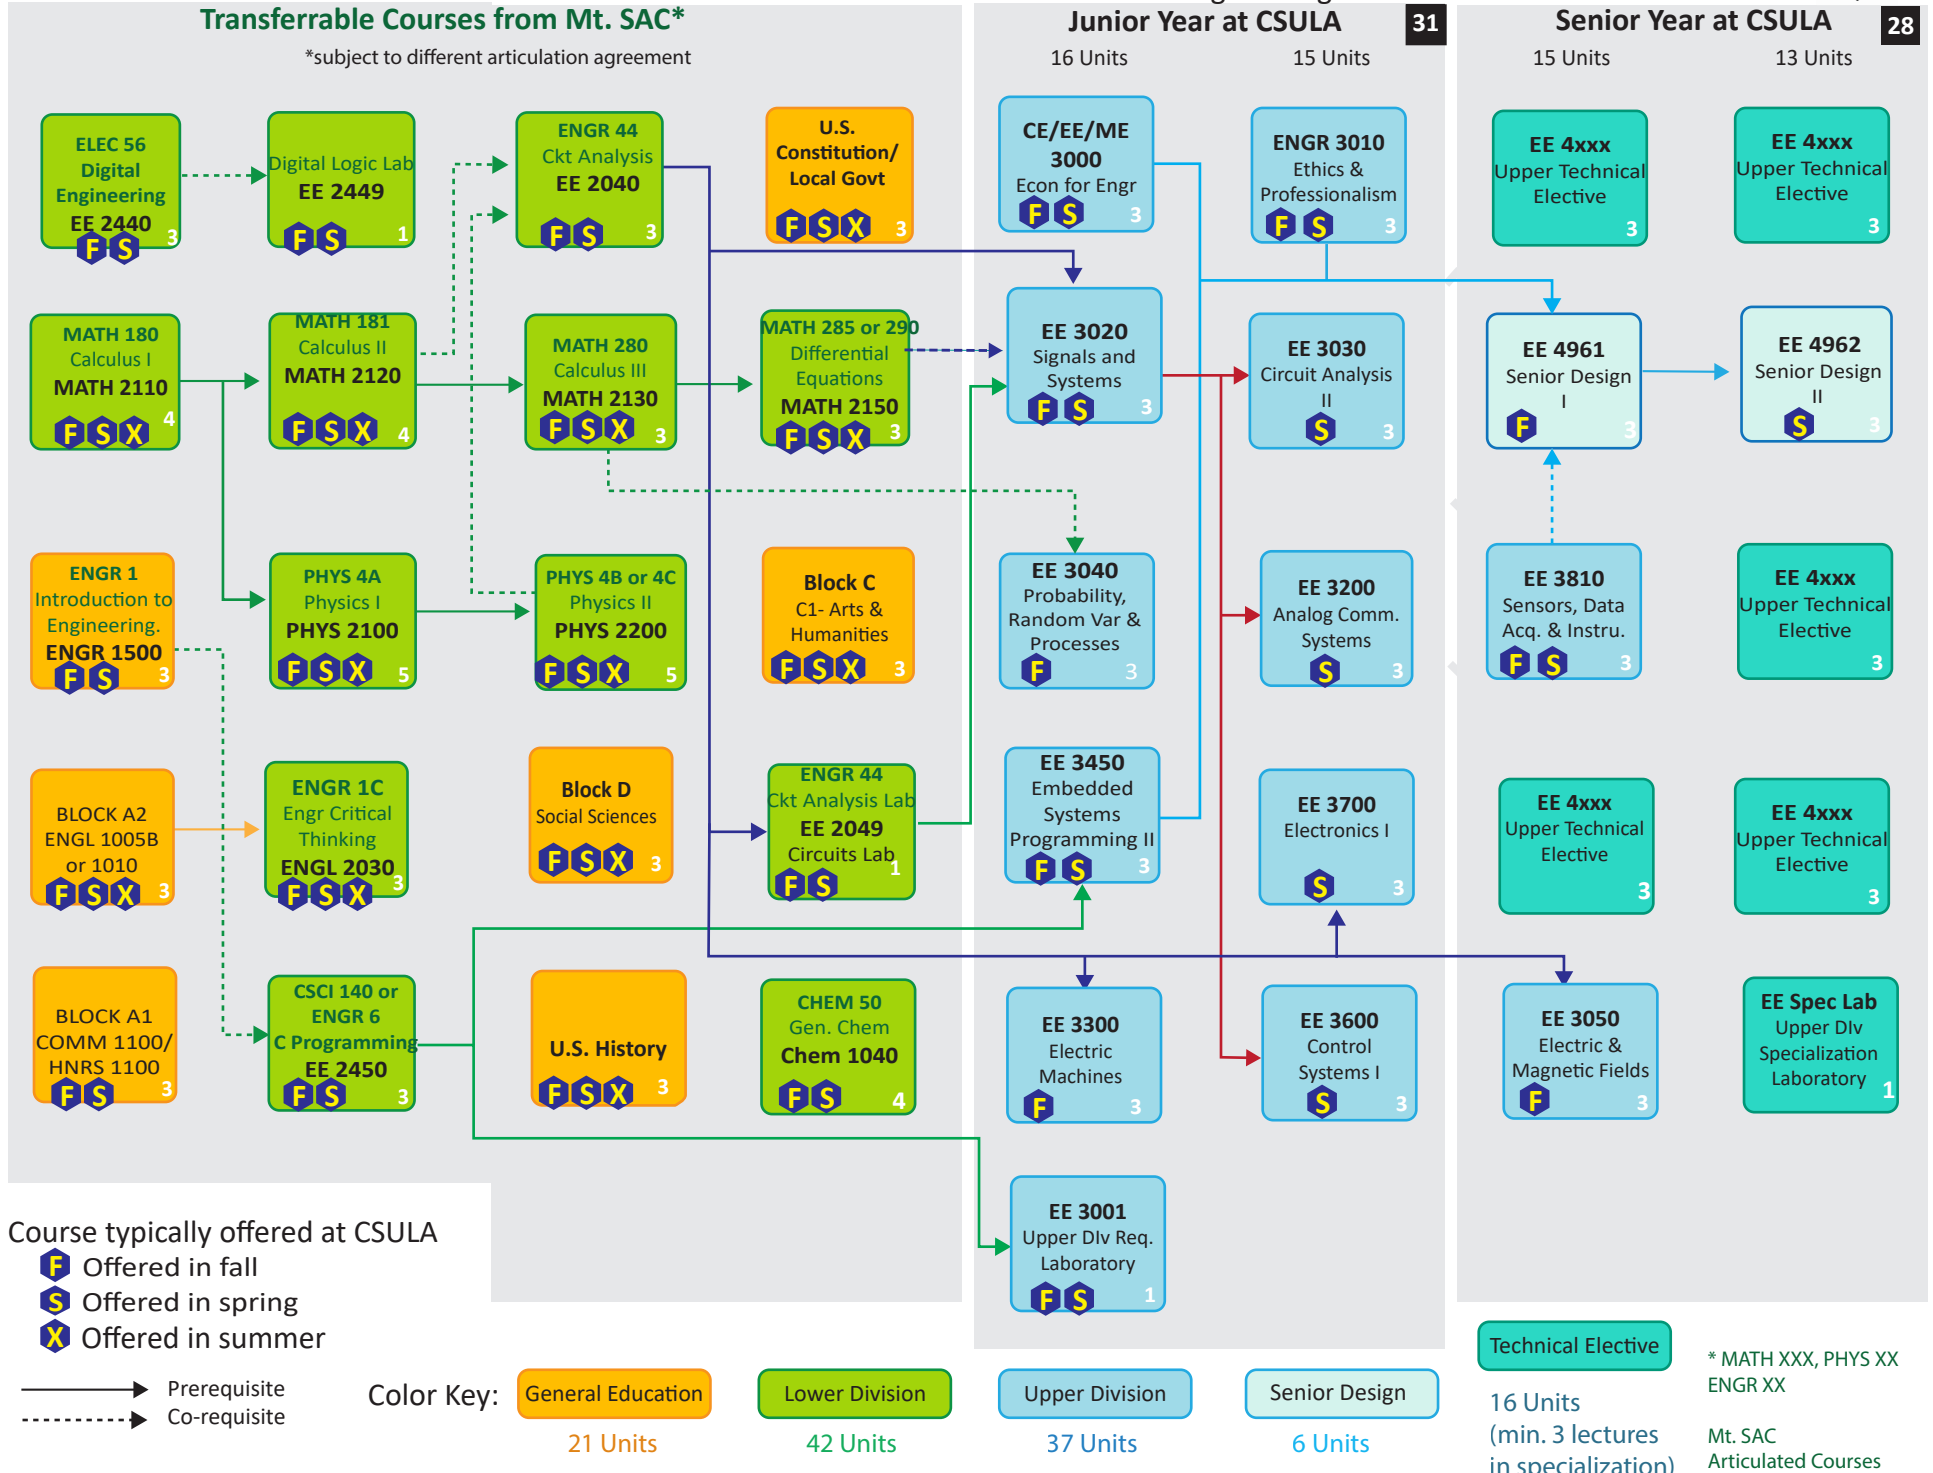 Transferrable Courses from Mt. SAC*
*subject to different articulation agreement
Junior Year at CSULA
31
16 Units
15 Units
Senior Year at CSULA
28
15 Units
13 Units
ELEC 56
Digital
Engineering
EE 2440
F S
3
Digital Logic Lab
EE 2449
F S
1
ENGR 44
Ckt Analysis
EE 2040
F S
3
U.S.
Constitution/
Local Govt
F S X
3
CE/EE/ME
3000
Econ for Engr
F S
3
ENGR 3010
Ethics &
Professionalism
F S
3
EE 4xxx
Upper Technical
Elective
3
EE 4xxx
Upper Technical
Elective
3
MATH 180
Calculus I
MATH 2110
F S X
4
MATH 181
Calculus II
MATH 2120
F S X
4
MATH 280
Calculus III
MATH 2130
F S X
3
MATH 285 or 290
Differential
Equations
MATH 2150
F S X
3
EE 3020
Signals and
Systems
F S
3
EE 3030
Circuit Analysis
II
S
3
EE 4961
Senior Design
I
F
3
EE 4962
Senior Design
II
S
3
ENGR 1
Introduction to
Engineering.
ENGR 1500
F S
3
PHYS 4A
Physics I
PHYS 2100
F S X
5
PHYS 4B or 4C
Physics II
PHYS 2200
F S X
5
Block C
C1- Arts &
Humanities
F S X
3
EE 3040
Probability,
Random Var &
Processes
F
3
EE 3200
Analog Comm.
Systems
S
3
EE 3810
Sensors, Data
Acq. & Instru.
F S
3
EE 4xxx
Upper Technical
Elective
3
BLOCK A2
ENGL 1005B
or 1010
F S X
3
ENGR 1C
Engr Critical
Thinking
ENGL 2030
F S X
3
Block D
Social Sciences
F S X
3
ENGR 44
Ckt Analysis Lab
EE 2049
Circuits Lab
F S
1
EE 3450
Embedded
Systems
Programming II
F S
3
EE 3700
Electronics I
S
3
EE 4xxx
Upper Technical
Elective
3
EE 4xxx
Upper Technical
Elective
3
BLOCK A1
COMM 1100/
HNRS 1100
F S
3
CSCI 140 or
ENGR 6
C Programming
EE 2450
F S
3
U.S. History
F S X
3
CHEM 50
Gen. Chem
Chem 1040
F S
4
EE 3300
Electric
Machines
F
3
EE 3600
Control
Systems I
S
3
EE 3050
Electric &
Magnetic Fields
F
3
EE Spec Lab
Upper DIv
Specialization
Laboratory
1
EE 3001
Upper DIv Req.
Laboratory
F S
1
Course typically offered at CSULA
F Offered in fall
S Offered in spring
X Offered in summer
Prerequisite
Co-requisite
Color Key:
General Education
21 Units
Lower Division
42 Units
Upper Division
37 Units
Senior Design
6 Units
Technical Elective
16 Units
(min. 3 lectures
in specialization)
* MATH XXX, PHYS XX
ENGR XX
Mt. SAC
Articulated Courses